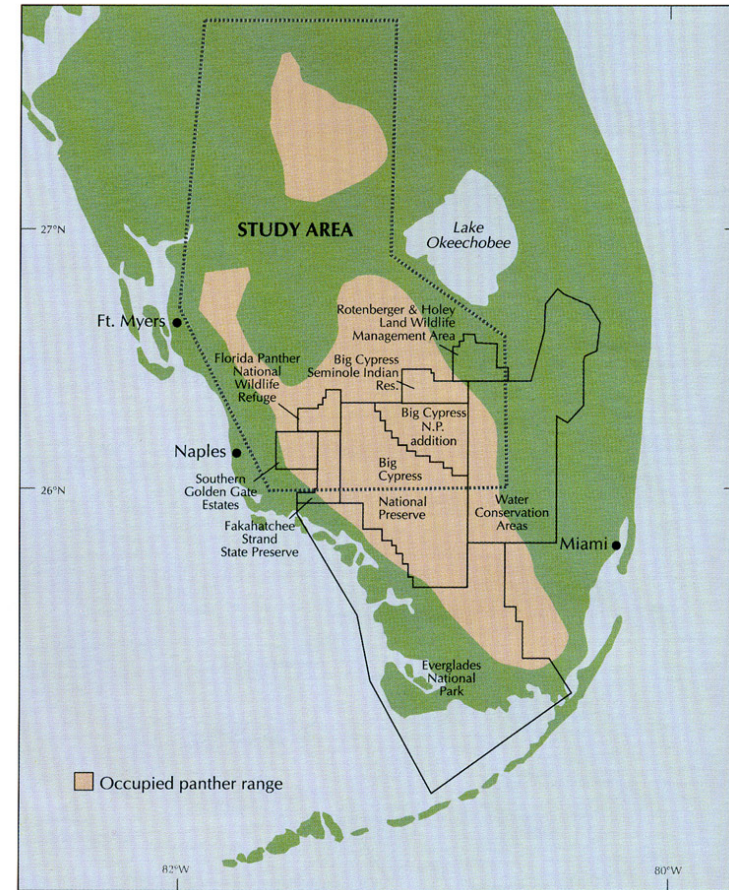 27°N
STUDY AREA
Lake
Okeechobee
Ft. Myers
Rotenberger & Holey
Land Wildlife
Management Area
Florida Panther
National
Wildlife
Refuge
Big Cypress
Seminole Indian
Res.
Big Cypress
N.P.
addition
Naples
Big
Cypress
National
Preserve
26°N
Southern
Golden Gate
Estates
Water
Conservation
Areas
Fakahatchee
Strand
State Preserve
Miami
Everglades
National
Park
Occupied panther range
82°W
80°W